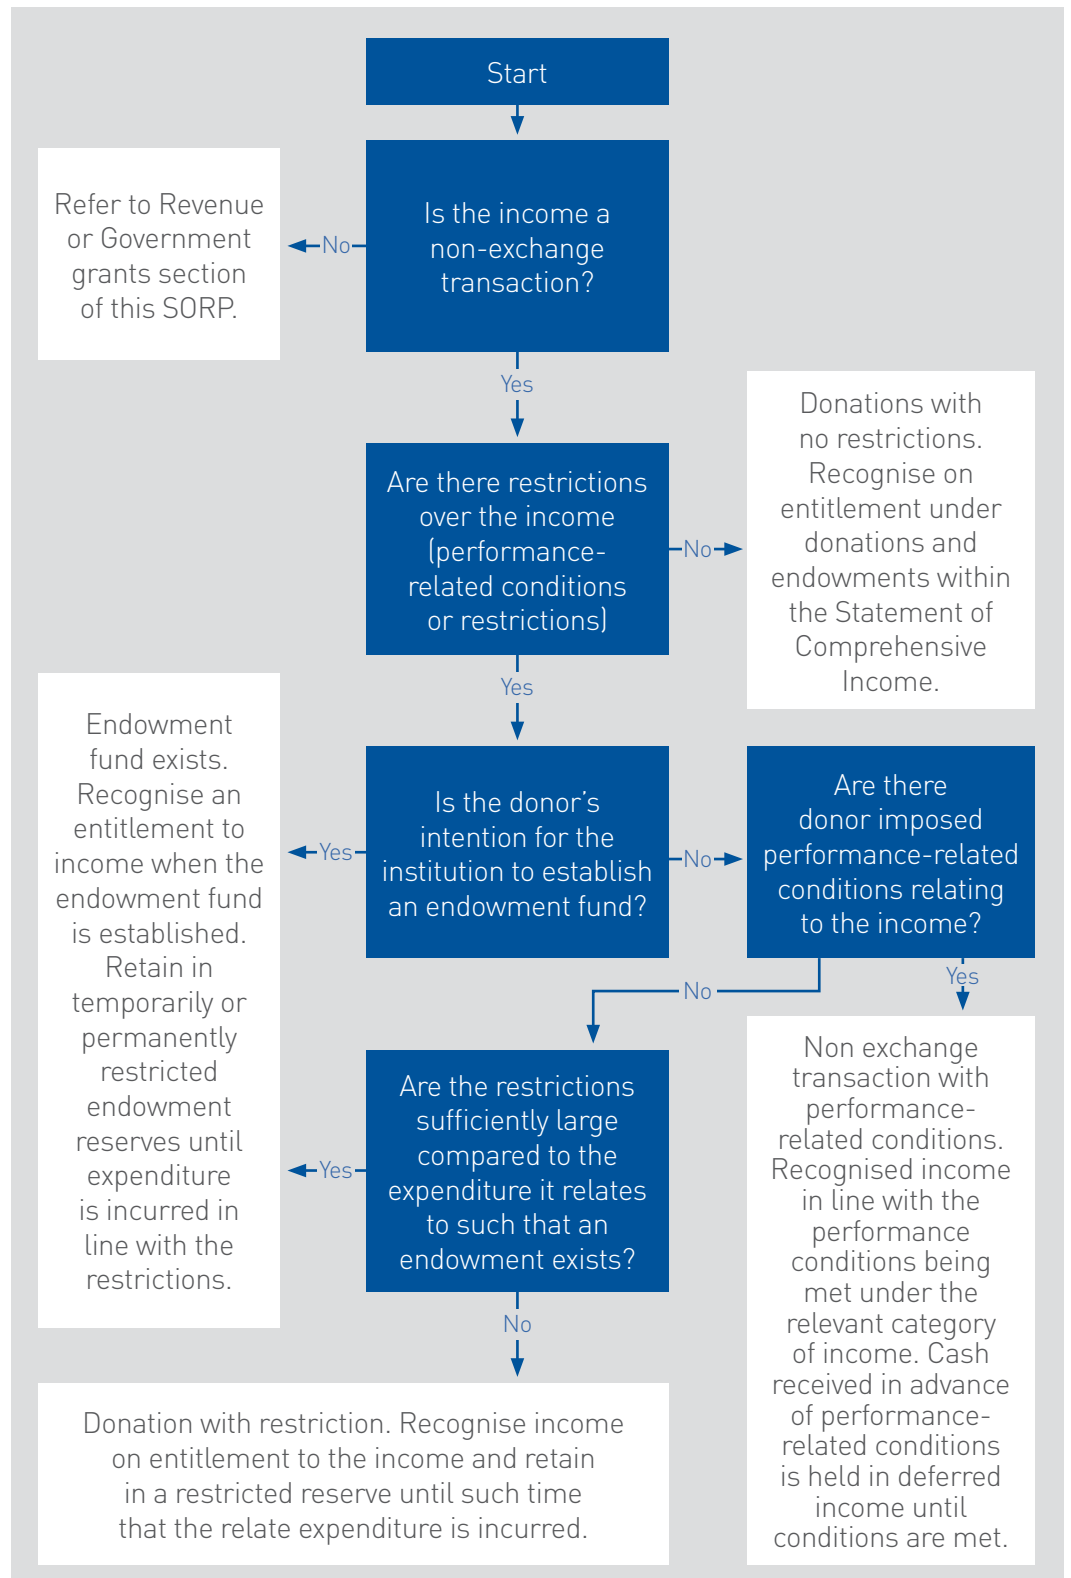 Start
Is the income a
non-exchange
transaction?
No
Refer to Revenue
or Government
grants section
of this SORP.
Yes
Are there restrictions
over the income
(performance-
related conditions
or restrictions)
No
Donations with
no restrictions.
Recognise on
entitlement under
donations and
endowments within
the Statement of
Comprehensive
Income.
Yes
Is the donor’s
intention for the
institution to establish
an endowment fund?
Yes
Endowment
fund exists.
Recognise an
entitlement to
income when the
endowment fund
is established.
Retain in
temporarily or
permanently
restricted
endowment
reserves until
expenditure
is incurred in
line with the
restrictions.
No
Are there
donor imposed
performance-related
conditions relating
to the income?
Yes
Non exchange
transaction with
performance-
related conditions.
Recognised income
in line with the
performance
conditions being
met under the
relevant category
of income. Cash
received in advance
of performance-
related conditions
is held in deferred
income until
conditions are met.
No
Are the restrictions
sufficiently large
compared to the
expenditure it relates
to such that an
endowment exists?
Yes
No
Donation with restriction. Recognise income
on entitlement to the income and retain
in a restricted reserve until such time
that the relate expenditure is incurred.